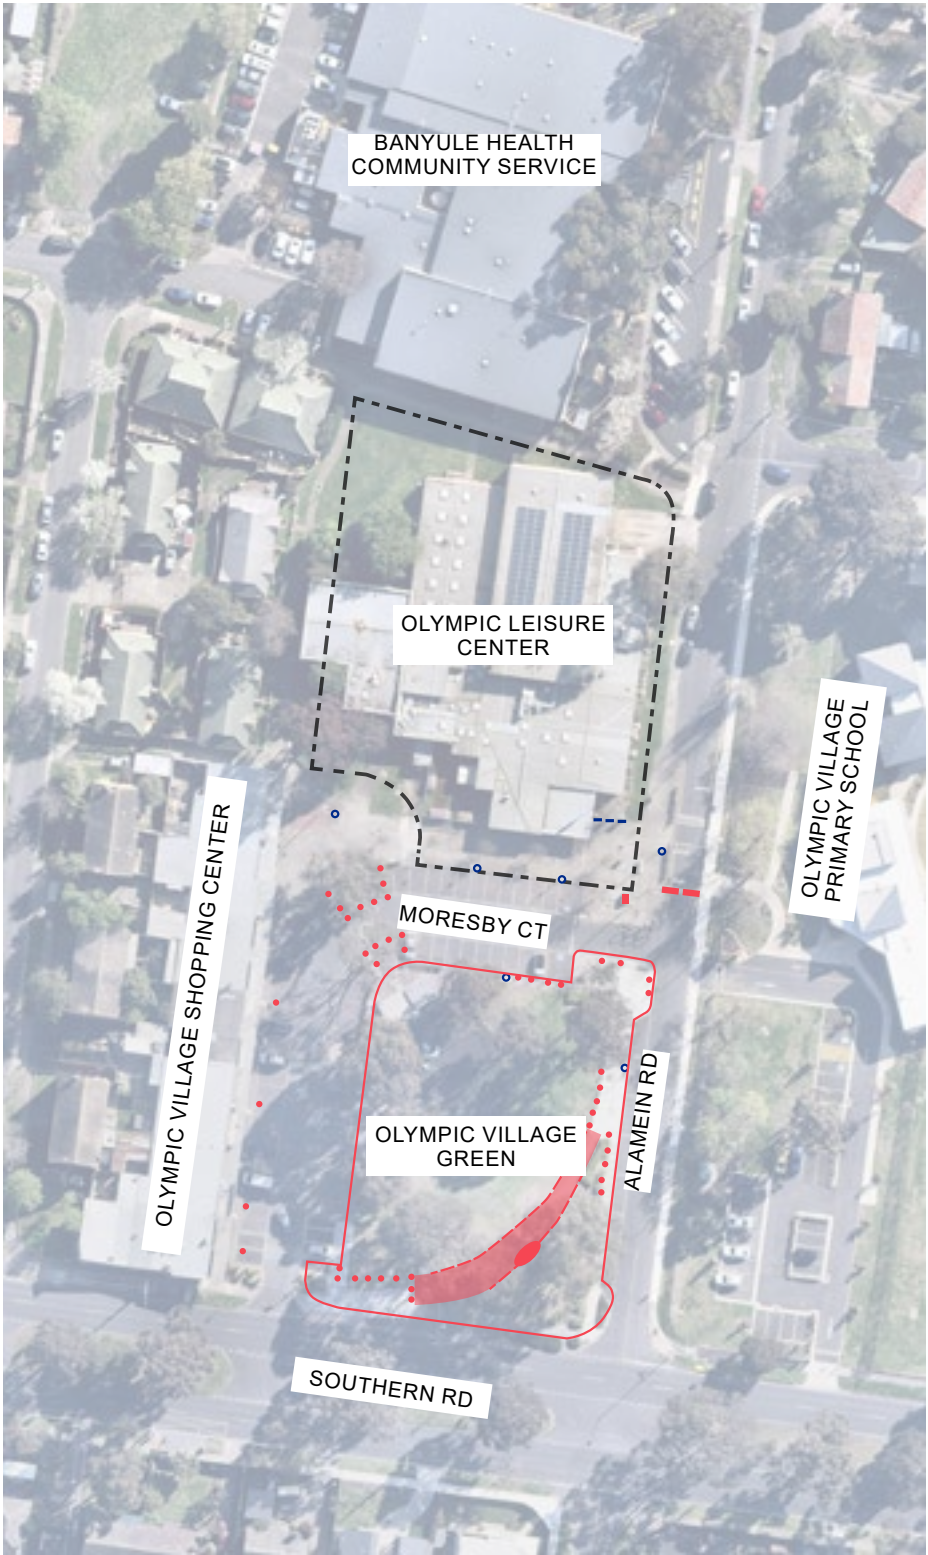 BANYULE HEALTH
COMMUNITY SERVICE
OLYMPIC LEISURE
CENTER
OLYMPIC VILLAGE
PRIMARY SCHOOL
OLYMPIC VILLAGE SHOPPING CENTER
MORESBY CT
ALAMEIN RD
OLYMPIC VILLAGE
GREEN
SOUTHERN RD